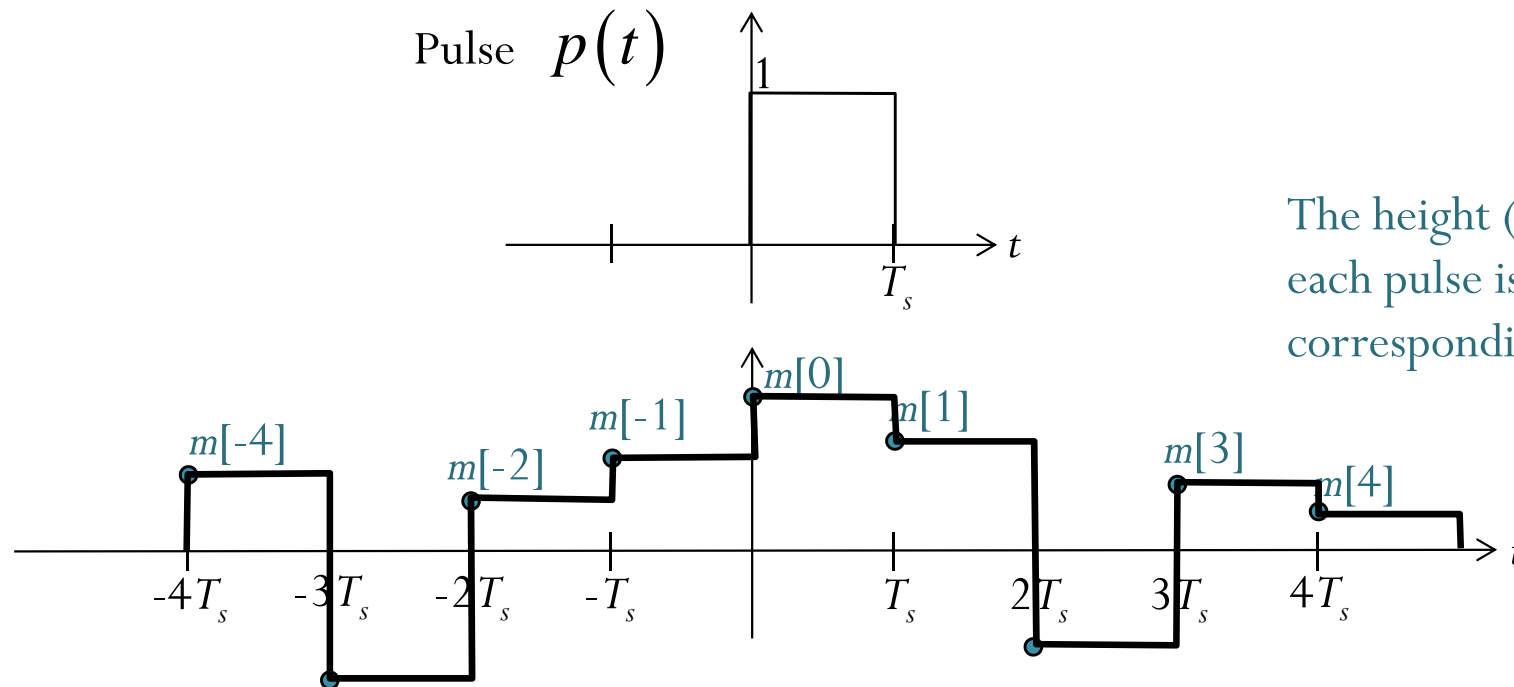 Pulse p(t)
1
t
T_s
The height (
each pulse is
correspondi
m[0]
m[1]
m[-1]
m[-4]
m[-2]
m[3]
m[4]
-4T_s -3T_s -2T_s -T_s T_s 2T_s 3T_s 4T_s